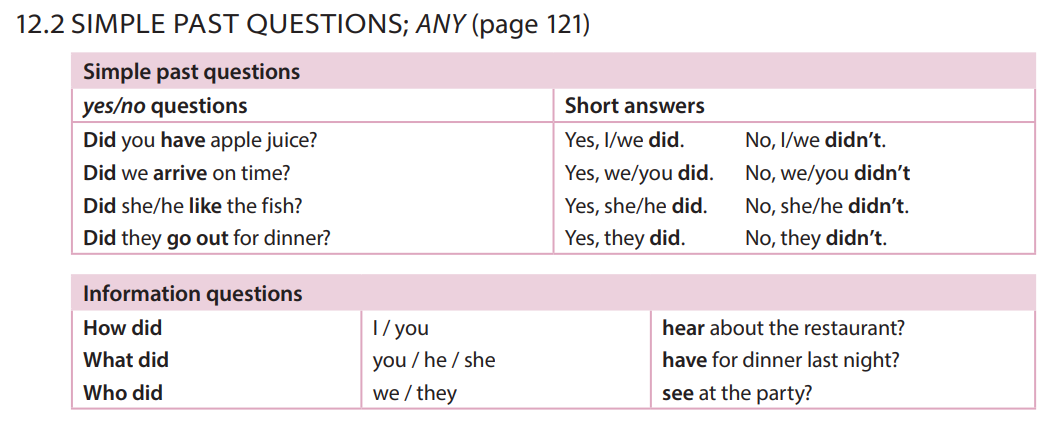 12.2 SIMPLE PAST QUESTIONS; ANY (page 121)
Simple past questions
yes/no questions Short answers
Did you have apple juice? Yes, I/we did. No, I/we didn't.
Did we arrive on time? Yes, we/you did. No, we/you didn't
Did she/he like the fish? Yes, she/he did. No, she/he didn't.
Did they go out for dinner? Yes, they did. No, they didn't.
Information questions
How did I / you hear about the restaurant?
What did you / he / she have for dinner last night?
Who did we / they see at the party?